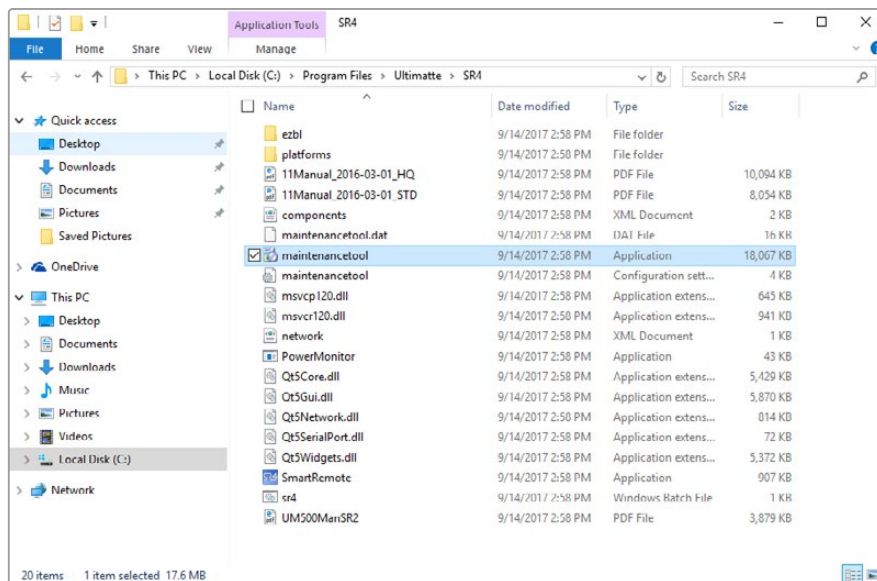 Application Tools SR4
File Home Share View Manage
This PC > Local Disk (C:) > Program Files > Ultimatte > SR4 Search SR4
Name Date modified Type Size
Quick access
Desktop
Downloads
Documents
Pictures
Saved Pictures
OneDrive
This PC
Desktop
Documents
Downloads
Music
Pictures
Videos
Local Disk (C:)
Network
ezbl 9/14/2017 2:58 PM File folder
platforms 9/14/2017 2:58 PM File folder
11Manual_2016-03-01_HQ 9/14/2017 2:58 PM PDF File 10,094 KB
11Manual_2016-03-01_STD 9/14/2017 2:58 PM PDF File 8,054 KB
components 9/14/2017 2:58 PM XML Document 2 KB
maintenancetool.dat 9/14/2017 2:58 PM DAT File 16 KB
maintenancetool 9/14/2017 2:58 PM Application 18,067 KB
maintenancetool 9/14/2017 2:58 PM Configuration sett... 4 KB
msvcp120.dll 9/14/2017 2:58 PM Application extens... 645 KB
msvcr120.dll 9/14/2017 2:58 PM Application extens... 941 KB
network 9/14/2017 2:58 PM XML Document 1 KB
PowerMonitor 9/14/2017 2:58 PM Application 43 KB
Qt5Core.dll 9/14/2017 2:58 PM Application extens... 5,429 KB
Qt5Gui.dll 9/14/2017 2:58 PM Application extens... 5,870 KB
Qt5Network.dll 9/14/2017 2:58 PM Application extens... 814 KB
Qt5SerialPort.dll 9/14/2017 2:58 PM Application extens... 72 KB
Qt5Widgets.dll 9/14/2017 2:58 PM Application extens... 5,372 KB
SmartRemote 9/14/2017 2:58 PM Application 907 KB
sr4 9/14/2017 2:58 PM Windows Batch File 1 KB
UM500ManSR2 9/14/2017 2:58 PM PDF File 3,879 KB
20 items 1 item selected 17.6 MB